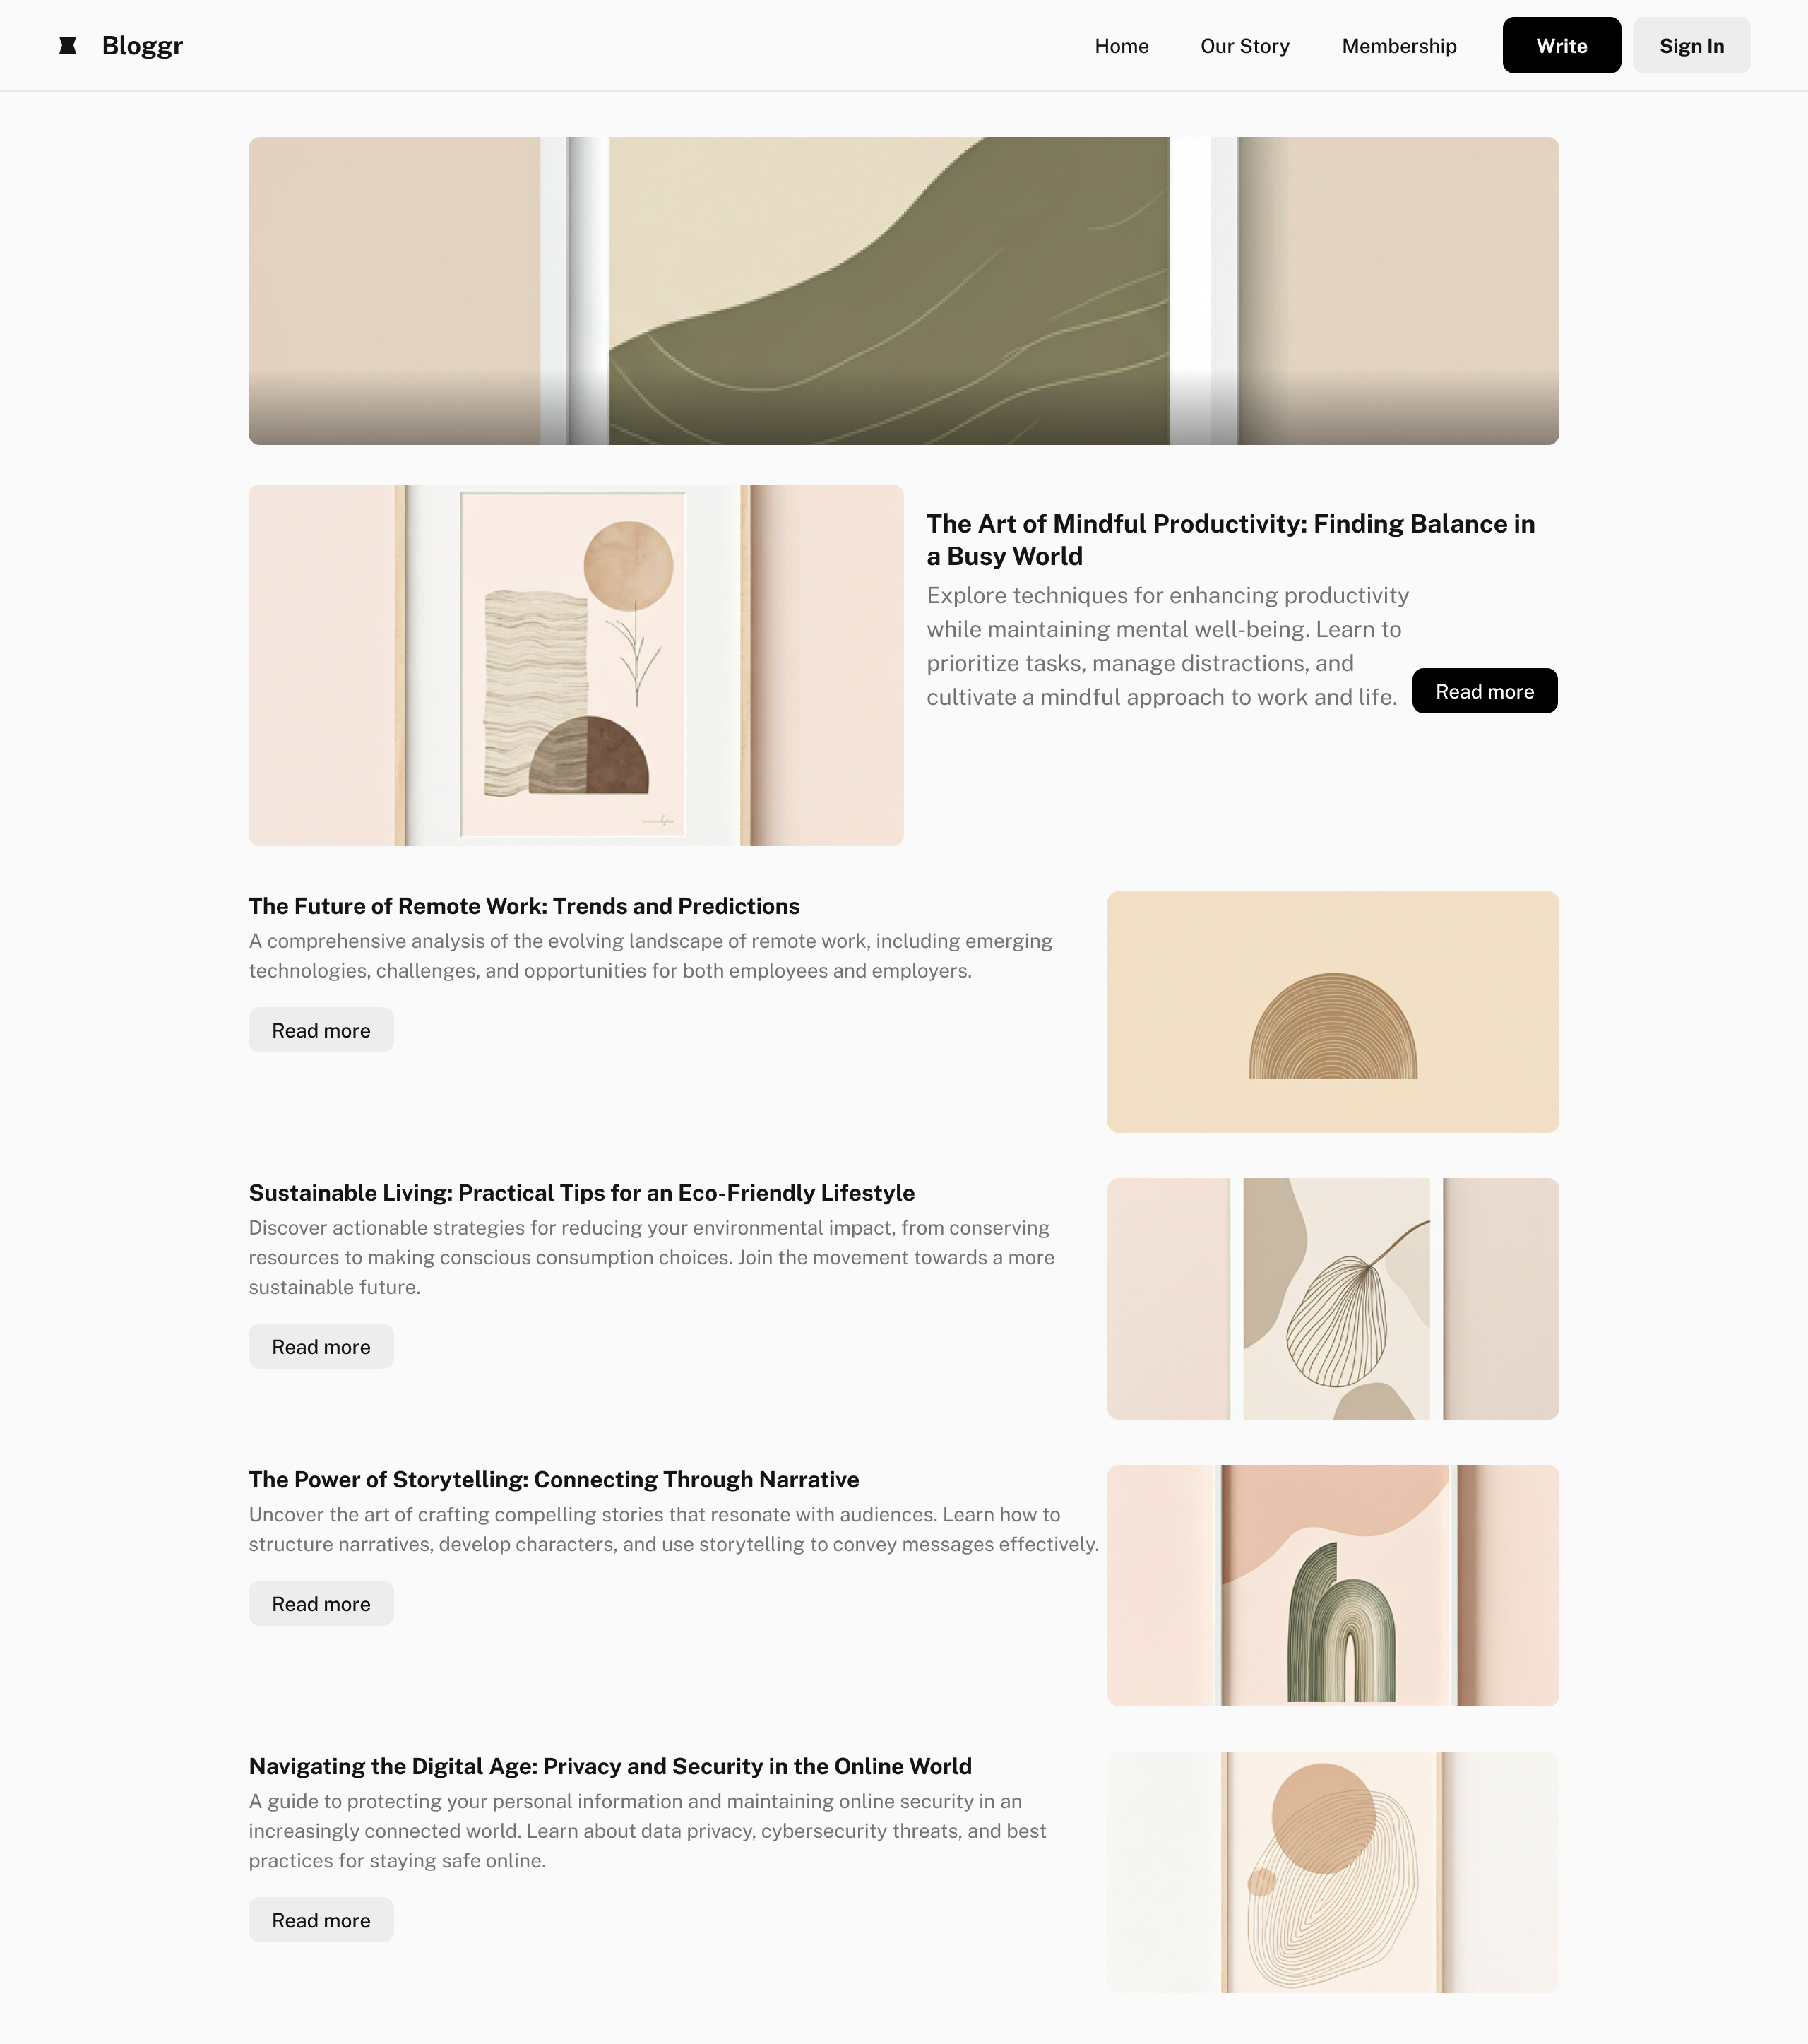 Bloggr
Home
Our Story
Membership
Write
Sign In
The Art of Mindful Productivity: Finding Balance in
a Busy World
Explore techniques for enhancing productivity
while maintaining mental well-being. Learn to
prioritize tasks, manage distractions, and
cultivate a mindful approach to work and life.
Read more
The Future of Remote Work: Trends and Predictions
A comprehensive analysis of the evolving landscape of remote work, including emerging
technologies, challenges, and opportunities for both employees and employers.
Read more
Sustainable Living: Practical Tips for an Eco-Friendly Lifestyle
Discover actionable strategies for reducing your environmental impact, from conserving
resources to making conscious consumption choices. Join the movement towards a more
sustainable future.
Read more
The Power of Storytelling: Connecting Through Narrative
Uncover the art of crafting compelling stories that resonate with audiences. Learn how to
structure narratives, develop characters, and use storytelling to convey messages effectively.
Read more
Navigating the Digital Age: Privacy and Security in the Online World
A guide to protecting your personal information and maintaining online security in an
increasingly connected world. Learn about data privacy, cybersecurity threats, and best
practices for staying safe online.
Read more